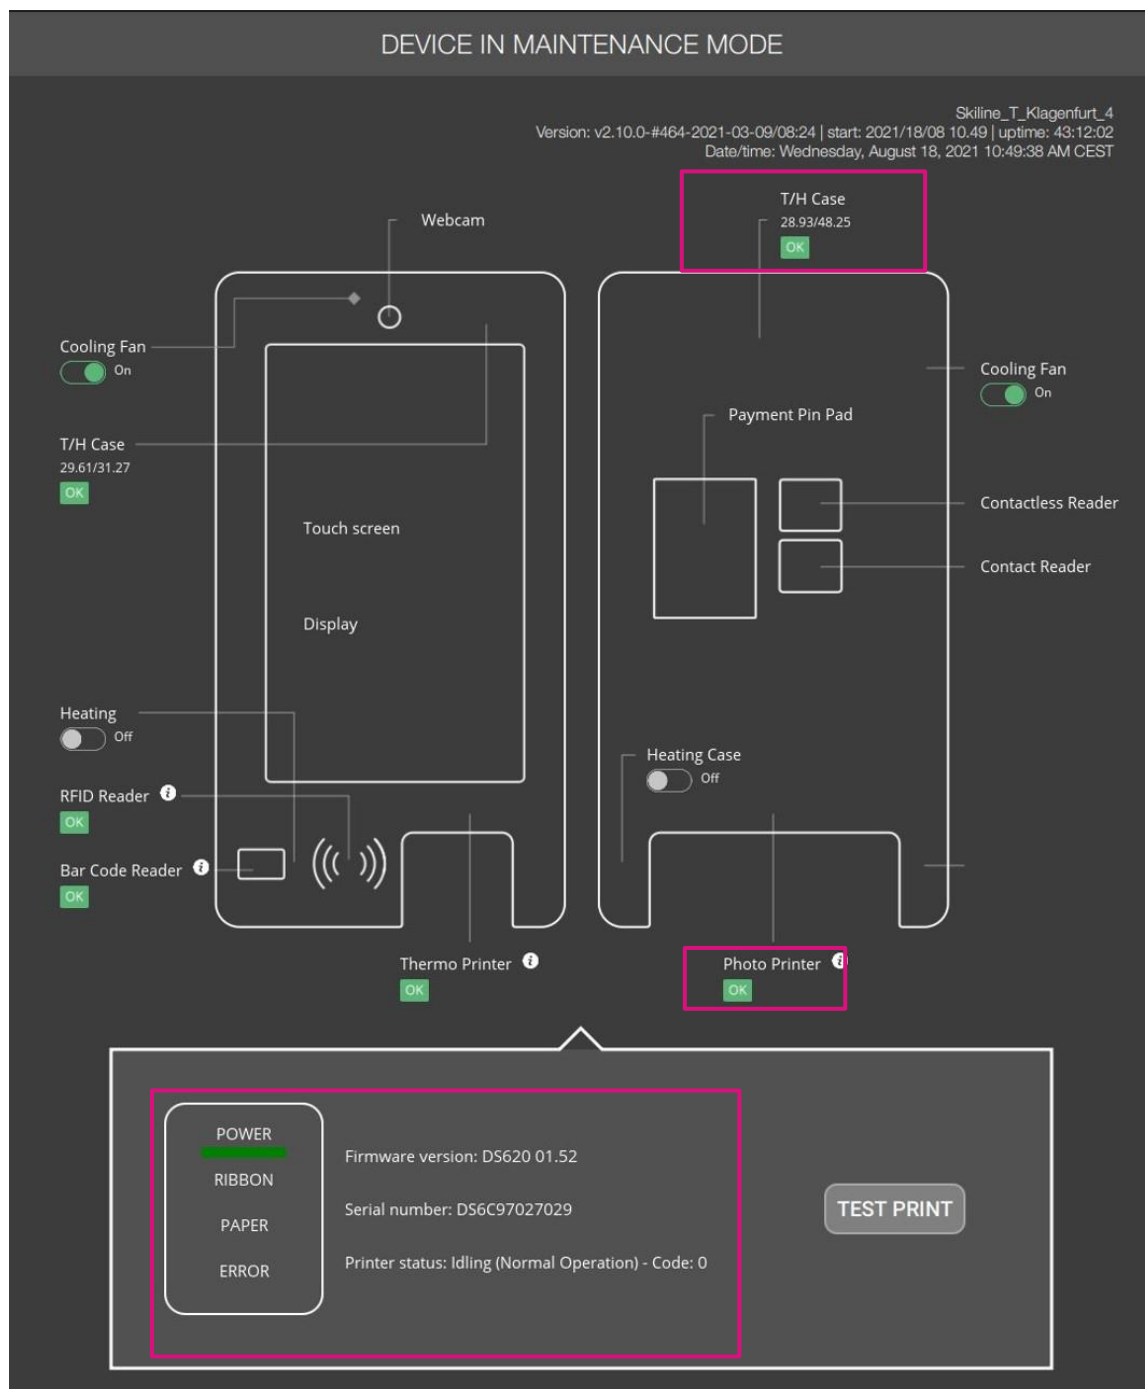 DEVICE IN MAINTENANCE MODE
Skiline_T_Klagenfurt_4
Version: v2.10.0-#464-2021-03-09/08:24 | start: 2021/18/08 10.49 | uptime: 43:12:02
Date/time: Wednesday, August 18, 2021 10:49:38 AM CEST
T/H Case
28.93/48.25
OK
Webcam
Cooling Fan
On
Cooling Fan
On
Payment Pin Pad
T/H Case
29.61/31.27
OK
Contactless Reader
Touch screen
Contact Reader
Display
Heating
Off
Heating Case
Off
RFID Reader i
OK
Bar Code Reader i
OK
Thermo Printer i
OK
Photo Printer i
OK
POWER
RIBBON
PAPER
ERROR
Firmware version: DS620 01.52
Serial number: DS6C97027029
Printer status: Idling (Normal Operation) - Code: 0
TEST PRINT